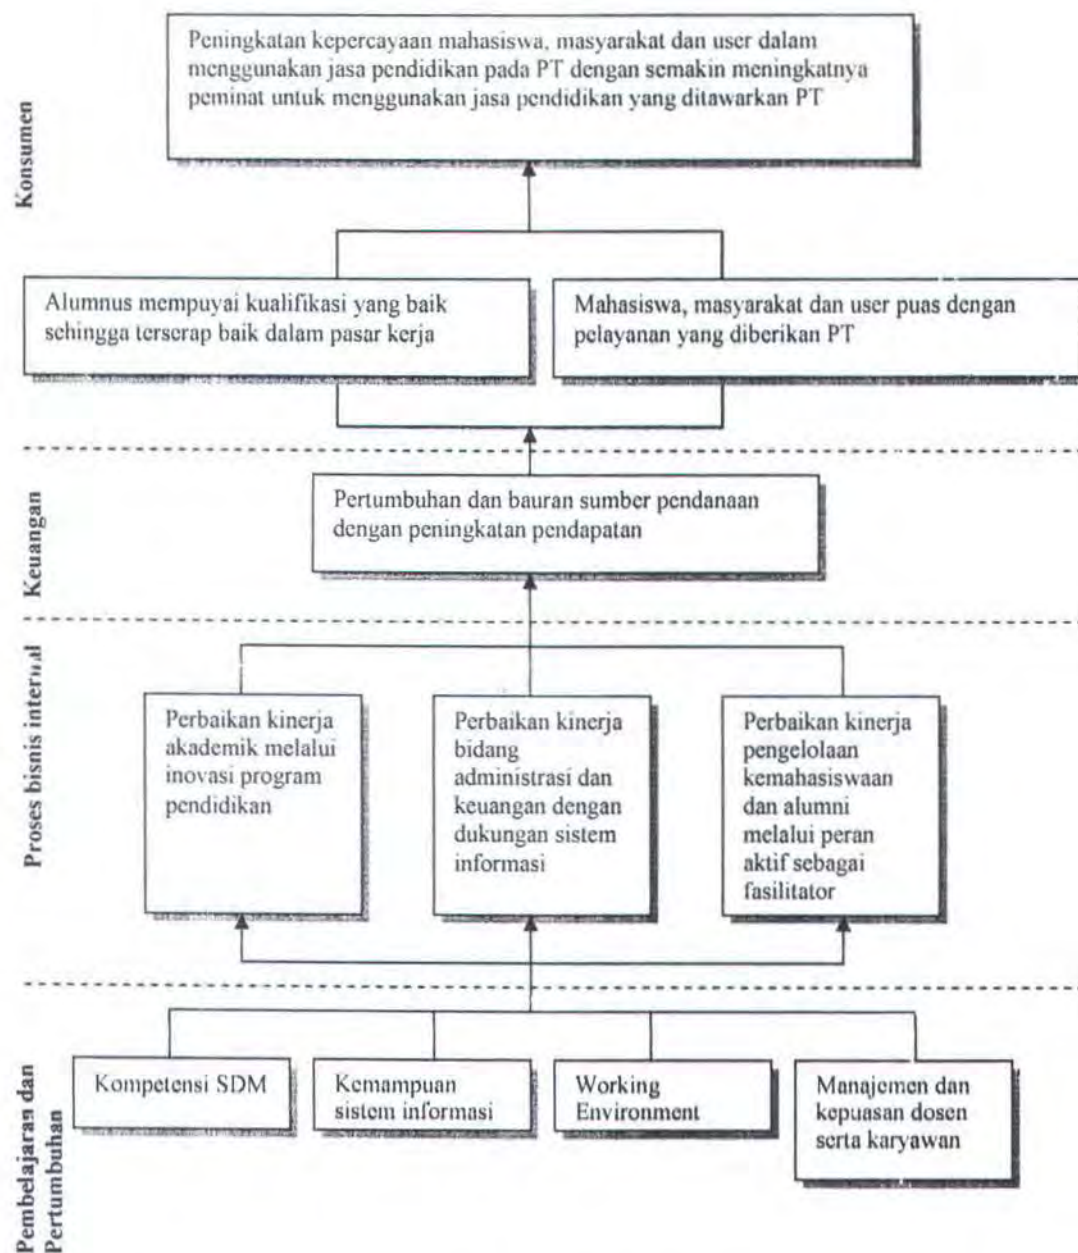 Konsumen
Peningkatan kepercayaan mahasiswa, masyarakat dan user dalam
menggunakan jasa pendidikan pada PT dengan semakin meningkatnya
peminat untuk menggunakan jasa pendidikan yang ditawarkan PT
Alumnus mempuyai kualifikasi yang baik
sehingga terserap baik dalam pasar kerja
Mahasiswa, masyarakat dan user puas dengan
pelayanan yang diberikan PT
Keuangan
Pertumbuhan dan bauran sumber pendanaan
dengan peningkatan pendapatan
Proses bisnis internal
Perbaikan kinerja
akademik melalui
inovasi program
pendidikan
Perbaikan kinerja
bidang
administrasi dan
keuangan dengan
dukungan sistem
informasi
Perbaikan kinerja
pengelolaan
kemahasiswaan
dan alumni
melalui peran
aktif sebagai
fasilitator
Pembelajaran dan
Pertumbuhan
Kompetensi SDM
Kemampuan
sistem informasi
Working
Environment
Manajemen dan
kepuasan dosen
serta karyawan